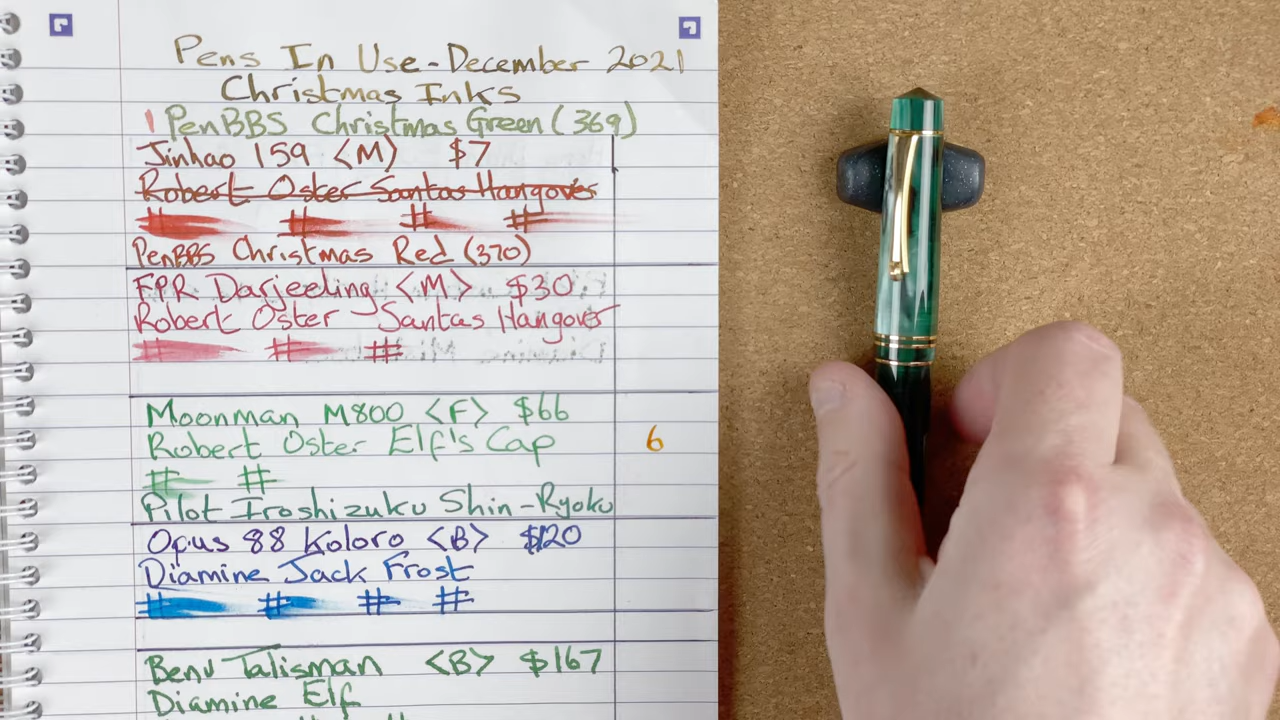 Pens In Use - December 2021
Christmas Inks
PenBBS Christmas Green (369)
Jinhao 159 <M> $7
Robert Oster Santas Hangover
# # # #
PenBBS Christmas Red (370)
FPR Darjeeling <M> $30
Robert Oster Santas Hangover
# # #
Moonman M800 <F> $66
Robert Oster Elf's Cap
6
# #
Pilot Iroshizuku Shin-Ryoku
Opus 88 Koloro <B> $120
Diamine Jack Frost
# # # #
Benu Talisman <B> $167
Diamine Elf